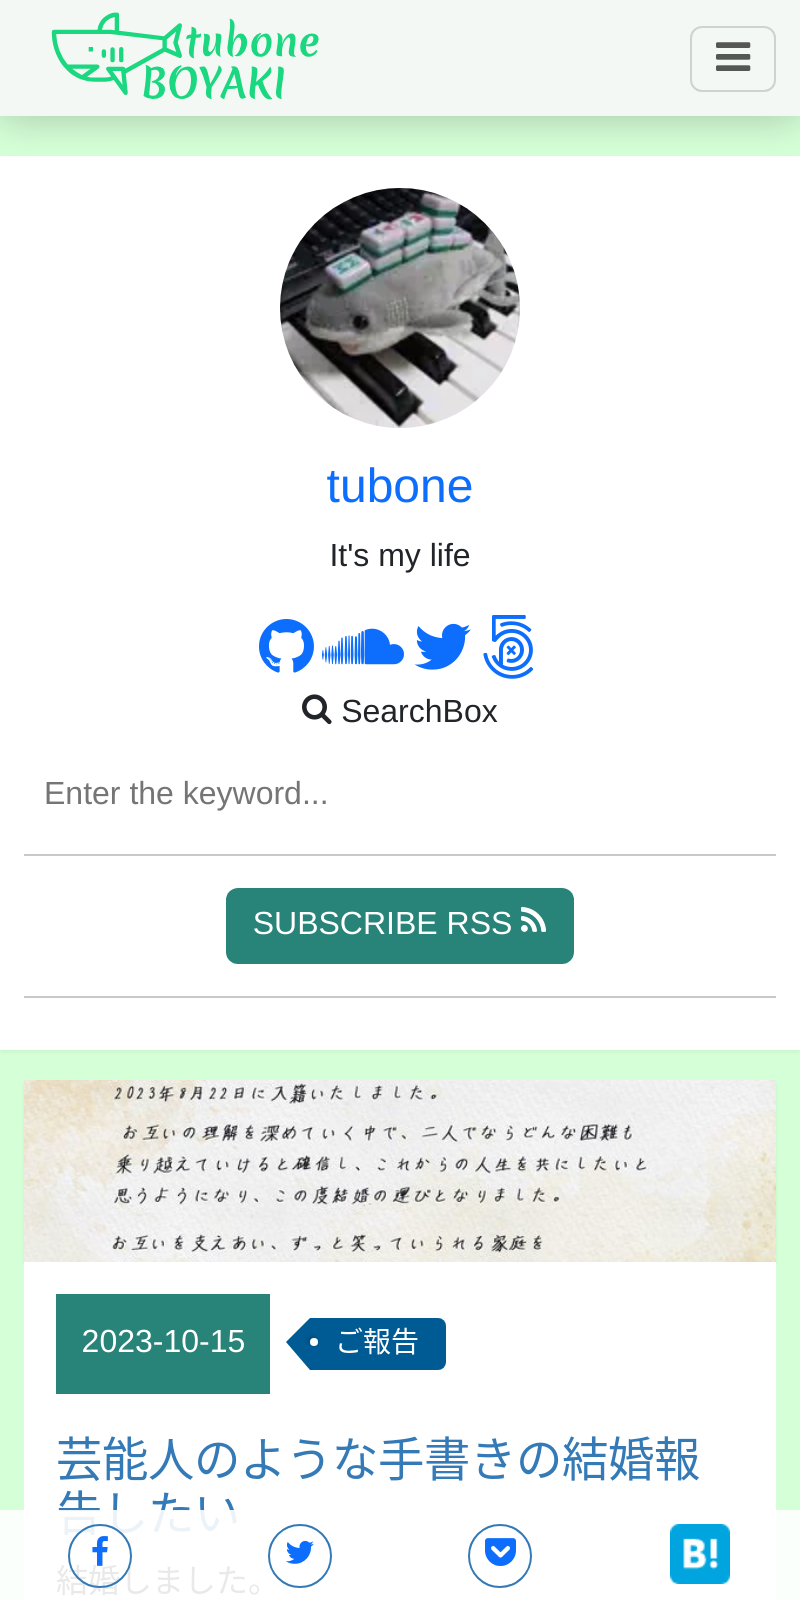 tubone
BOYAKI
tubone
It's my life
SearchBox
Enter the keyword...
SUBSCRIBE RSS
2023年8月22日に入籍いたしました。
お互いの理解を深めていく中で、二人でならどんな困難も
乗り越えていけると確信し、これからの人生を共にしたいと
思うようになり、この度結婚の運びとなりました。
お互いを支えあい、ずっと笑っていられる家庭を
2023-10-15
ご報告
芸能人のような手書きの結婚報
告したい
結婚しました。
B!